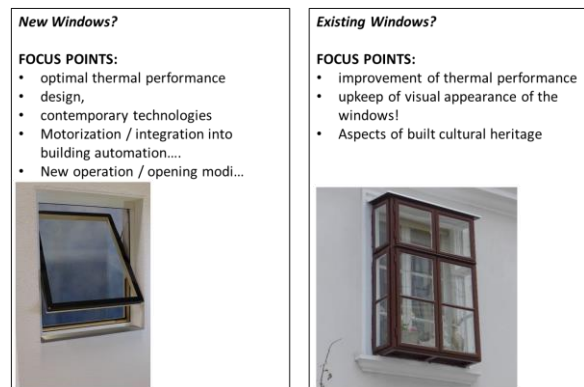 New Windows?
FOCUS POINTS:
• optimal thermal performance
• design,
• contemporary technologies
• Motorization / integration into
building automation....
• New operation / opening modi...
Existing Windows?
FOCUS POINTS:
• improvement of thermal performance
• upkeep of visual appearance of the
windows!
• Aspects of built cultural heritage